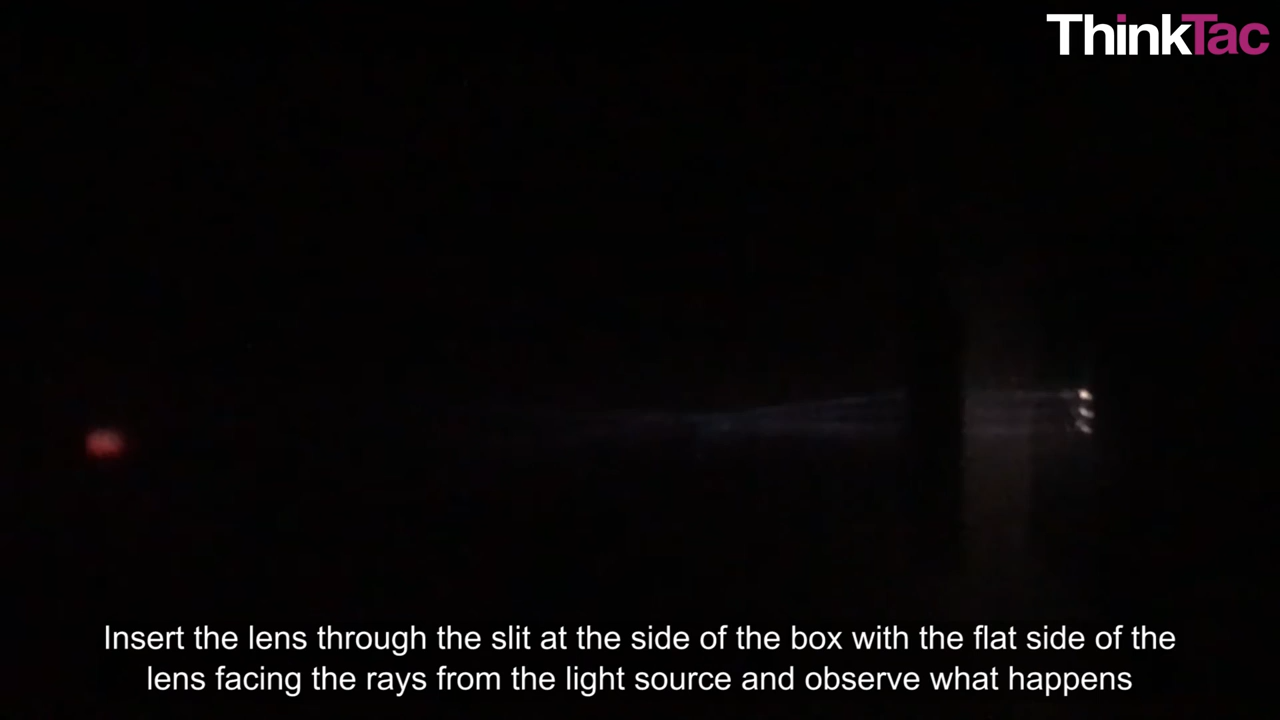 ThinkTac
Insert the lens through the slit at the side of the box with the flat side of the
lens facing the rays from the light source and observe what happens